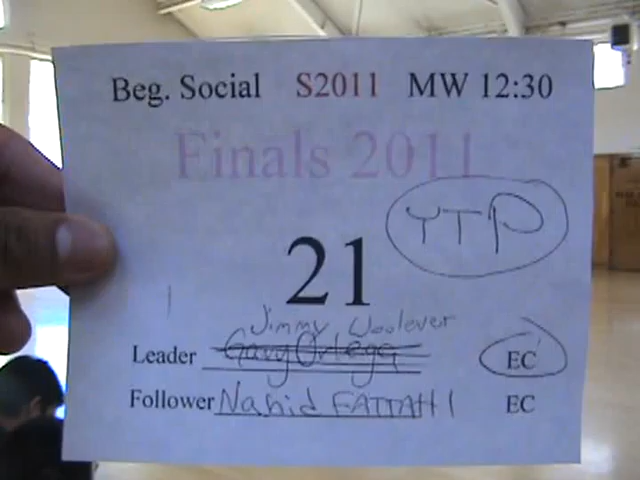 Beg. Social S2011 MW 12:30
Finals 2011
YTP
21
Jimmy Woolever
Leader Gary Ortega EC
Follower Nahid FATTAHI EC